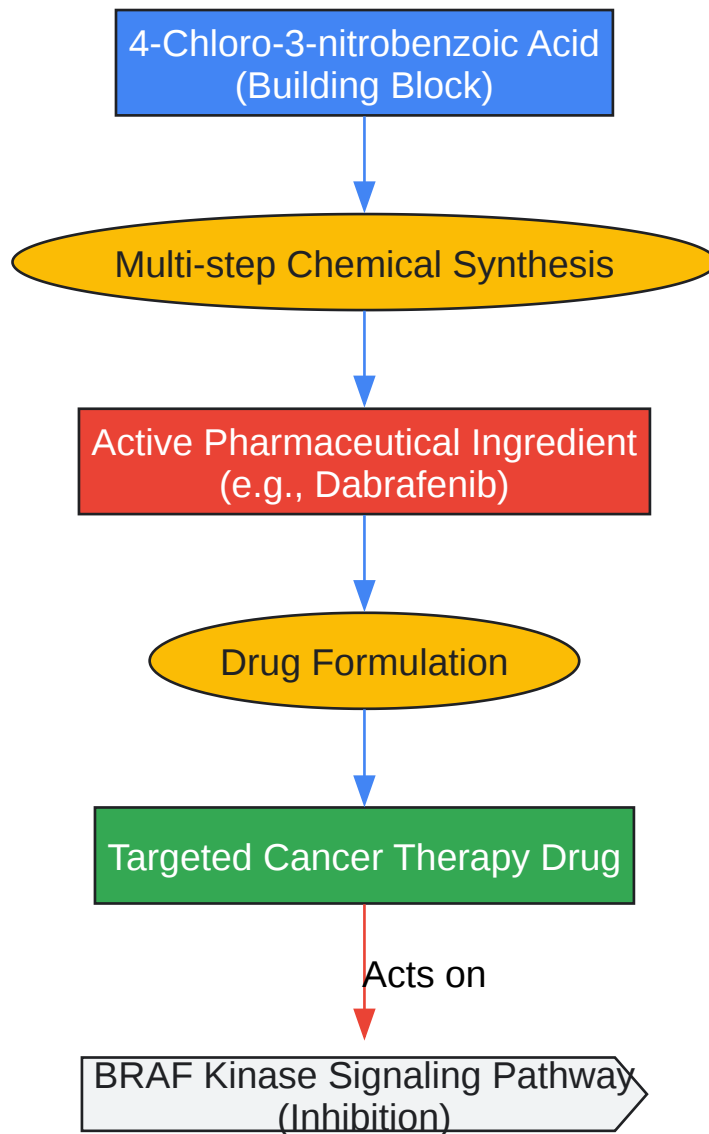 4-Chloro-3-nitrobenzoic Acid
(Building Block)
Multi-step Chemical Synthesis
Active Pharmaceutical Ingredient
(e.g., Dabrafenib)
Drug Formulation
Targeted Cancer Therapy Drug
Acts on
BRAF Kinase Signaling Pathway
(Inhibition)